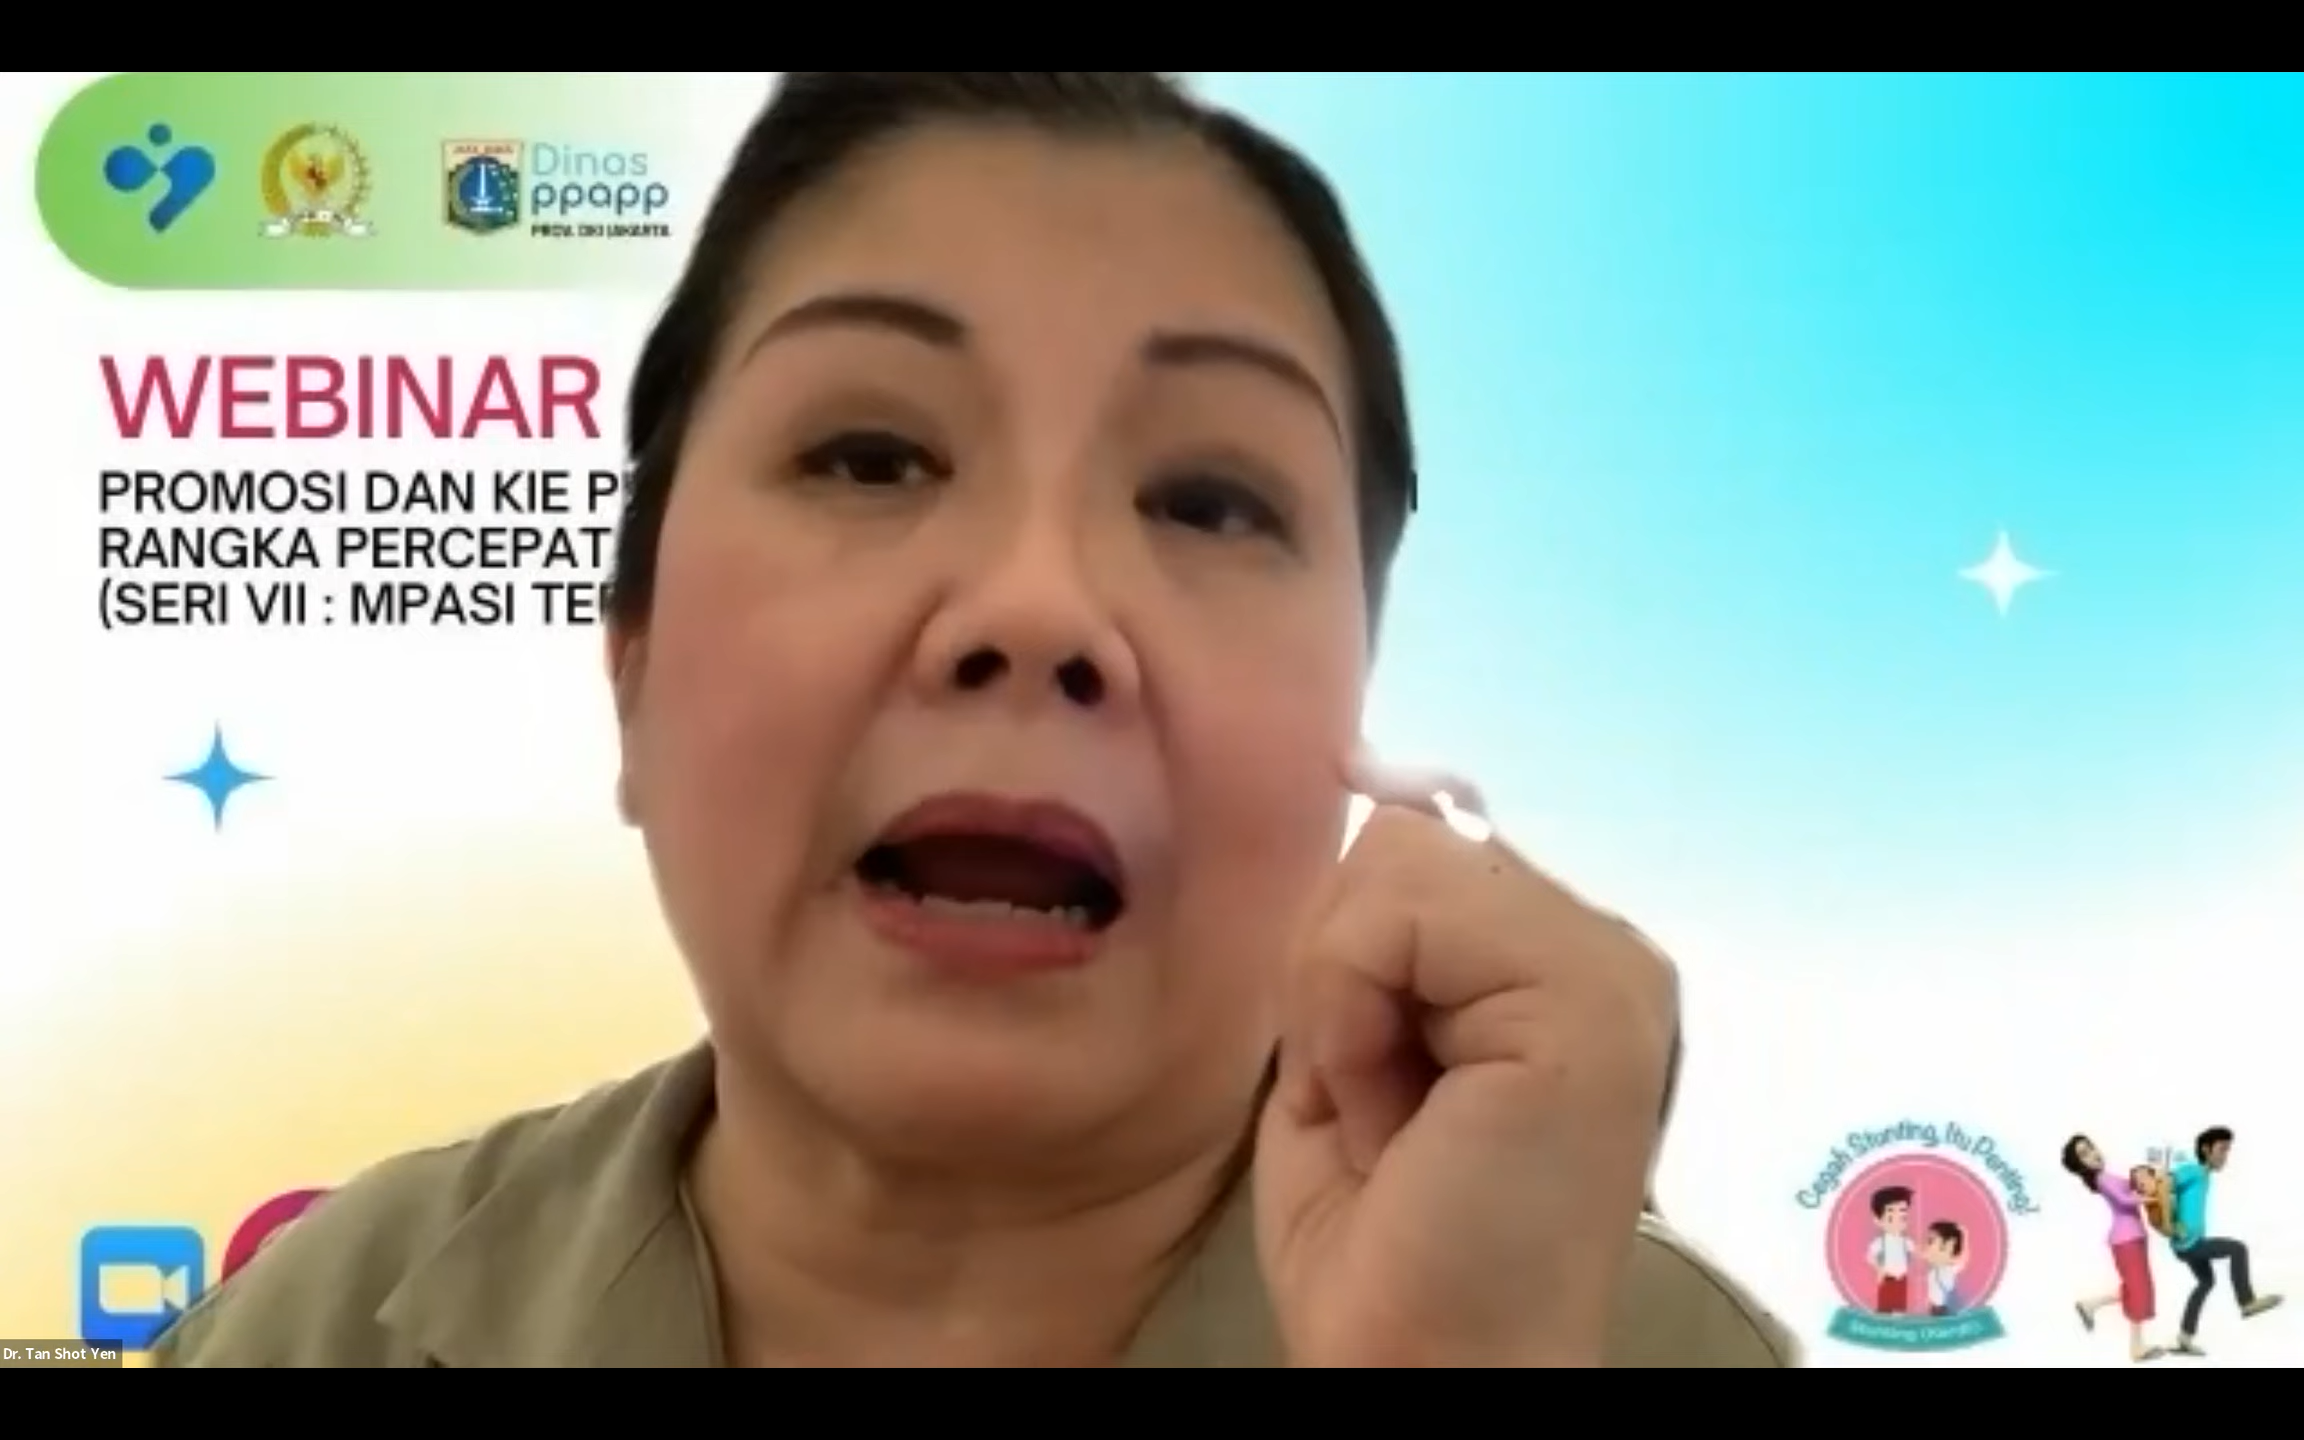 Dinas
ppapp
PROV. DKI JAKARTA
WEBINAR
PROMOSI DAN KIE P
RANGKA PERCEPAT
(SERI VII : MPASI TE
Cegah Stunting, Itu Penting!
Dr. Tan Shot Yen